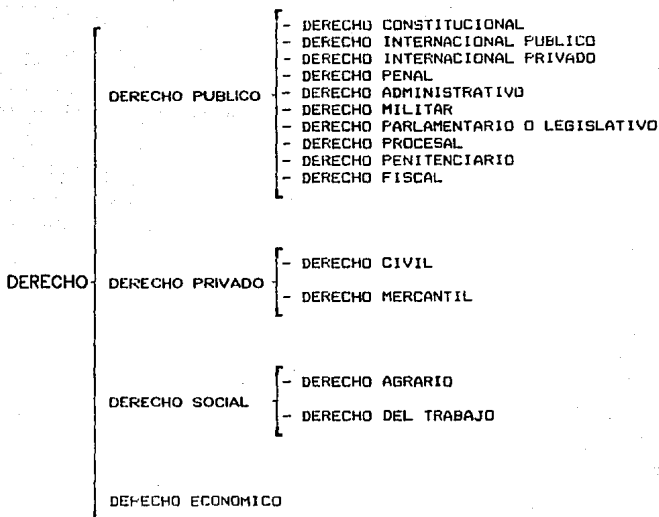 - DERECHO CONSTITUCIONAL
- DERECHO INTERNACIONAL PUBLICO
- DERECHO INTERNACIONAL PRIVADO
- DERECHO PENAL
DERECHO PUBLICO - DERECHO ADMINISTRATIVO
- DERECHO MILITAR
- DERECHO PARLAMENTARIO O LEGISLATIVO
- DERECHO PROCESAL
- DERECHO PENITENCIARIO
- DERECHO FISCAL
- DERECHO CIVIL
DERECHO DERECHO PRIVADO
- DERECHO MERCANTIL
- DERECHO AGRARIO
DERECHO SOCIAL
- DERECHO DEL TRABAJO
DERECHO ECONOMICO